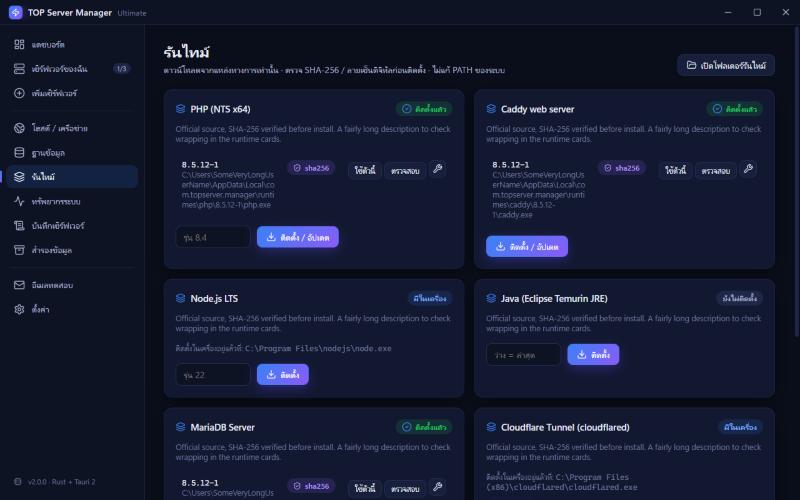 TOP Server Manager Ultimate
แดชบอร์ด
เซิร์ฟเวอร์ของฉัน 1/3
เพิ่มเซิร์ฟเวอร์
โฮสต์ / เครือข่าย
ฐานข้อมูล
รันไทม์
ทรัพยากรระบบ
บันทึกเซิร์ฟเวอร์
สำรองข้อมูล
อีเมลทดสอบ
ตั้งค่า
v2.0.0 · Rust + Tauri 2
รันไทม์
ดาวน์โหลดจากแหล่งทางการเท่านั้น · ตรวจ SHA-256 / ลายเซ็นดิจิทัลก่อนติดตั้ง · ไม่แก้ PATH ของระบบ
เปิดโฟลเดอร์รันไทม์
PHP (NTS x64) ติดตั้งแล้ว
Official source, SHA-256 verified before install. A fairly long description to check
wrapping in the runtime cards.
8.5.12-1 sha256 ใช้ตัวนี้ ตรวจสอบ
C:\Users\SomeVeryLongUs
erName\AppData\Local\co
m.topserver.manager\runti
mes\php\8.5.12-1\php.exe
รุ่น 8.4 ติดตั้ง / อัปเดต
Caddy web server ติดตั้งแล้ว
Official source, SHA-256 verified before install. A fairly long description to check
wrapping in the runtime cards.
8.5.12-1 sha256 ใช้ตัวนี้ ตรวจสอบ
C:\Users\SomeVeryLongUs
erName\AppData\Local\co
m.topserver.manager\runti
mes\caddy\8.5.12-
1\caddy.exe
ติดตั้ง / อัปเดต
Node.js LTS มีในเครื่อง
Official source, SHA-256 verified before install. A fairly long description to check
wrapping in the runtime cards.
ติดตั้งในเครื่องอยู่แล้วที่: C:\Program Files\nodejs\node.exe
รุ่น 22 ติดตั้ง
Java (Eclipse Temurin JRE) ยังไม่ติดตั้ง
Official source, SHA-256 verified before install. A fairly long description to check
wrapping in the runtime cards.
ว่าง = ล่าสุด ติดตั้ง
MariaDB Server ติดตั้งแล้ว
Official source, SHA-256 verified before install. A fairly long description to check
wrapping in the runtime cards.
8.5.12-1 sha256 ใช้ตัวนี้ ตรวจสอบ
C:\Users\SomeVeryLongUs
Cloudflare Tunnel (cloudflared) มีในเครื่อง
Official source, SHA-256 verified before install. A fairly long description to check
wrapping in the runtime cards.
ติดตั้งในเครื่องอยู่แล้วที่: C:\Program Files
(x86)\cloudflared\cloudflared.exe